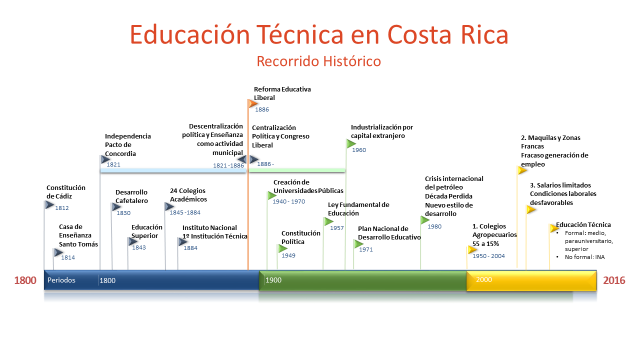 Educación Técnica en Costa Rica
Recorrido Histórico
Reforma Educativa
Liberal
1886
Independencia
Pacto de
Concordia
1821
Descentralización
política y Enseñanza
como actividad
municipal
1821 -1886
Centralización
Política y Congreso
Liberal
1886 -
Industrialización por
capital extranjero
1960
2. Maquilas y Zonas
Francas
Fracaso generación de
empleo
Constitución
de Cádiz
1812
Desarrollo
Cafetalero
1830
24 Colegios
Académicos
1845 -1884
Creación de
Universidades Públicas
1940 - 1970
Crisis internacional
del petróleo
Década Perdida
Nuevo estilo de
desarrollo
1980
3. Salarios limitados
Condiciones laborales
desfavorables
Casa de
Enseñanza
Santo Tomás
1814
Educación
Superior
1843
Instituto Nacional
1º Institución Técnica
1884
Constitución
Política
1949
Ley Fundamental de
Educación
1957
Plan Nacional de
Desarrollo Educativo
1971
1. Colegios
Agropecuarios
55 a 15%
1950 - 2004
Educación Técnica
• Formal: medio,
parauniversitario,
superior
• No formal: INA
1800
Periodos
1800
1900
2000
2016